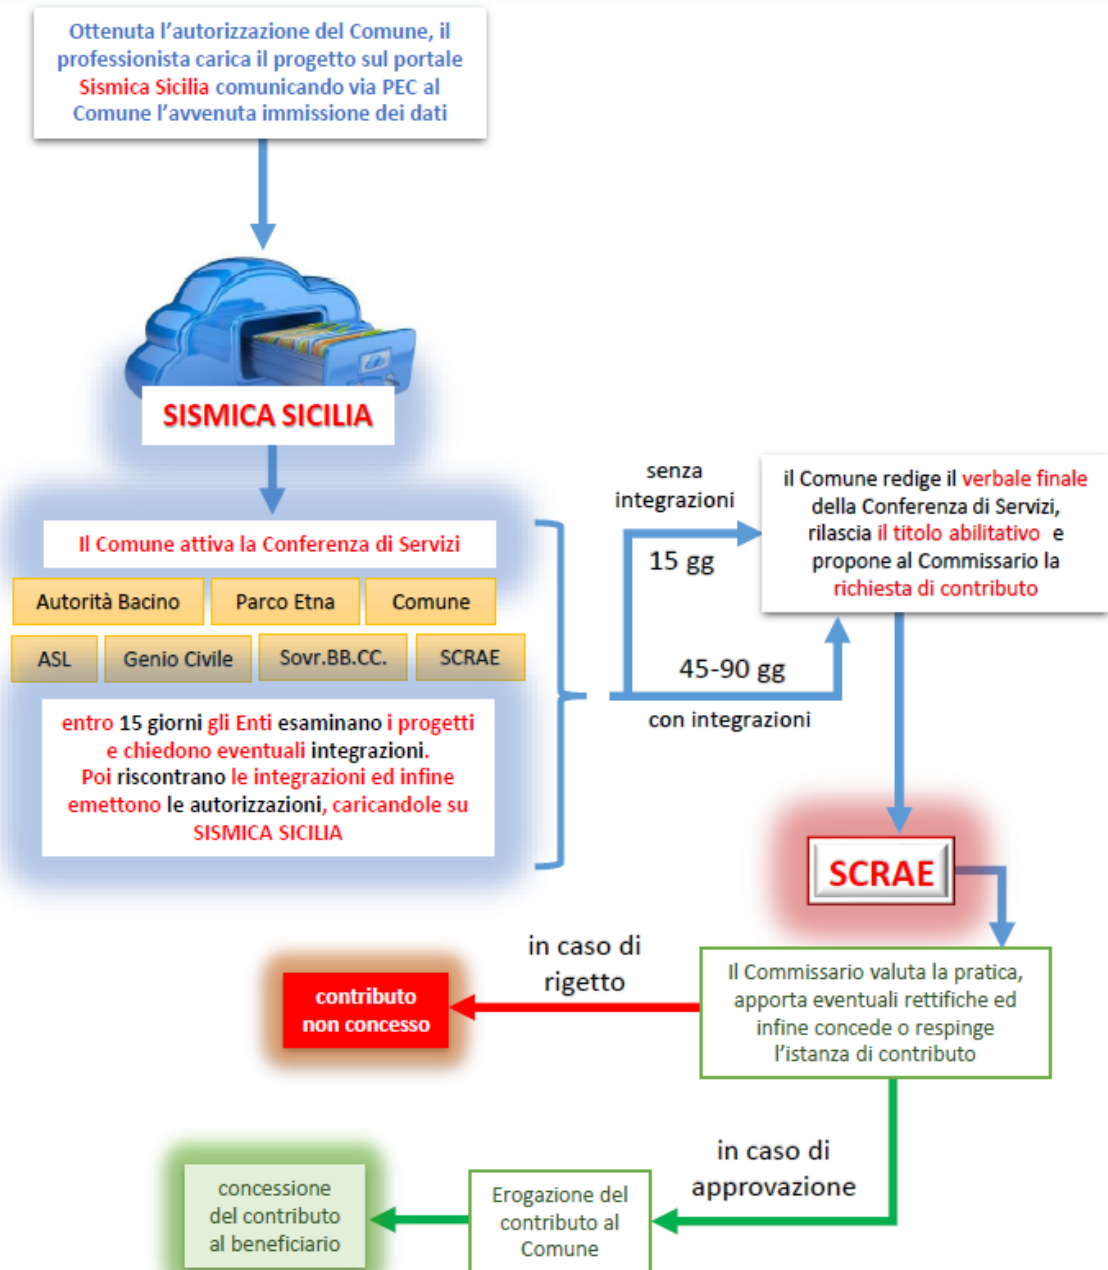 Ottenuta l'autorizzazione del Comune, il
professionista carica il progetto sul portale
Sismica Sicilia comunicando via PEC al
Comune l'avvenuta immissione dei dati
SISMICA SICILIA
Il Comune attiva la Conferenza di Servizi
Autorità Bacino
Parco Etna
Comune
ASL
Genio Civile
Sovr.BB.CC.
SCRAE
entro 15 giorni gli Enti esaminano i progetti
e chiedono eventuali integrazioni.
Poi riscontrano le integrazioni ed infine
emettono le autorizzazioni, caricandole su
SISMICA SICILIA
senza
integrazioni
15 gg
45-90 gg
con integrazioni
il Comune redige il verbale finale
della Conferenza di Servizi,
rilascia il titolo abilitativo e
propone al Commissario la
richiesta di contributo
SCRAE
Il Commissario valuta la pratica,
apporta eventuali rettifiche ed
infine concede o respinge
l'istanza di contributo
in caso di
rigetto
contributo
non concesso
in caso di
approvazione
Erogazione del
contributo al
Comune
concessione
del contributo
al beneficiario